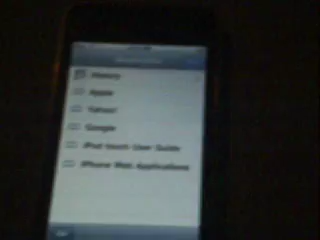 History
Apple
Yahoo!
Google
iPod touch User Guide
iPhone Web Applications